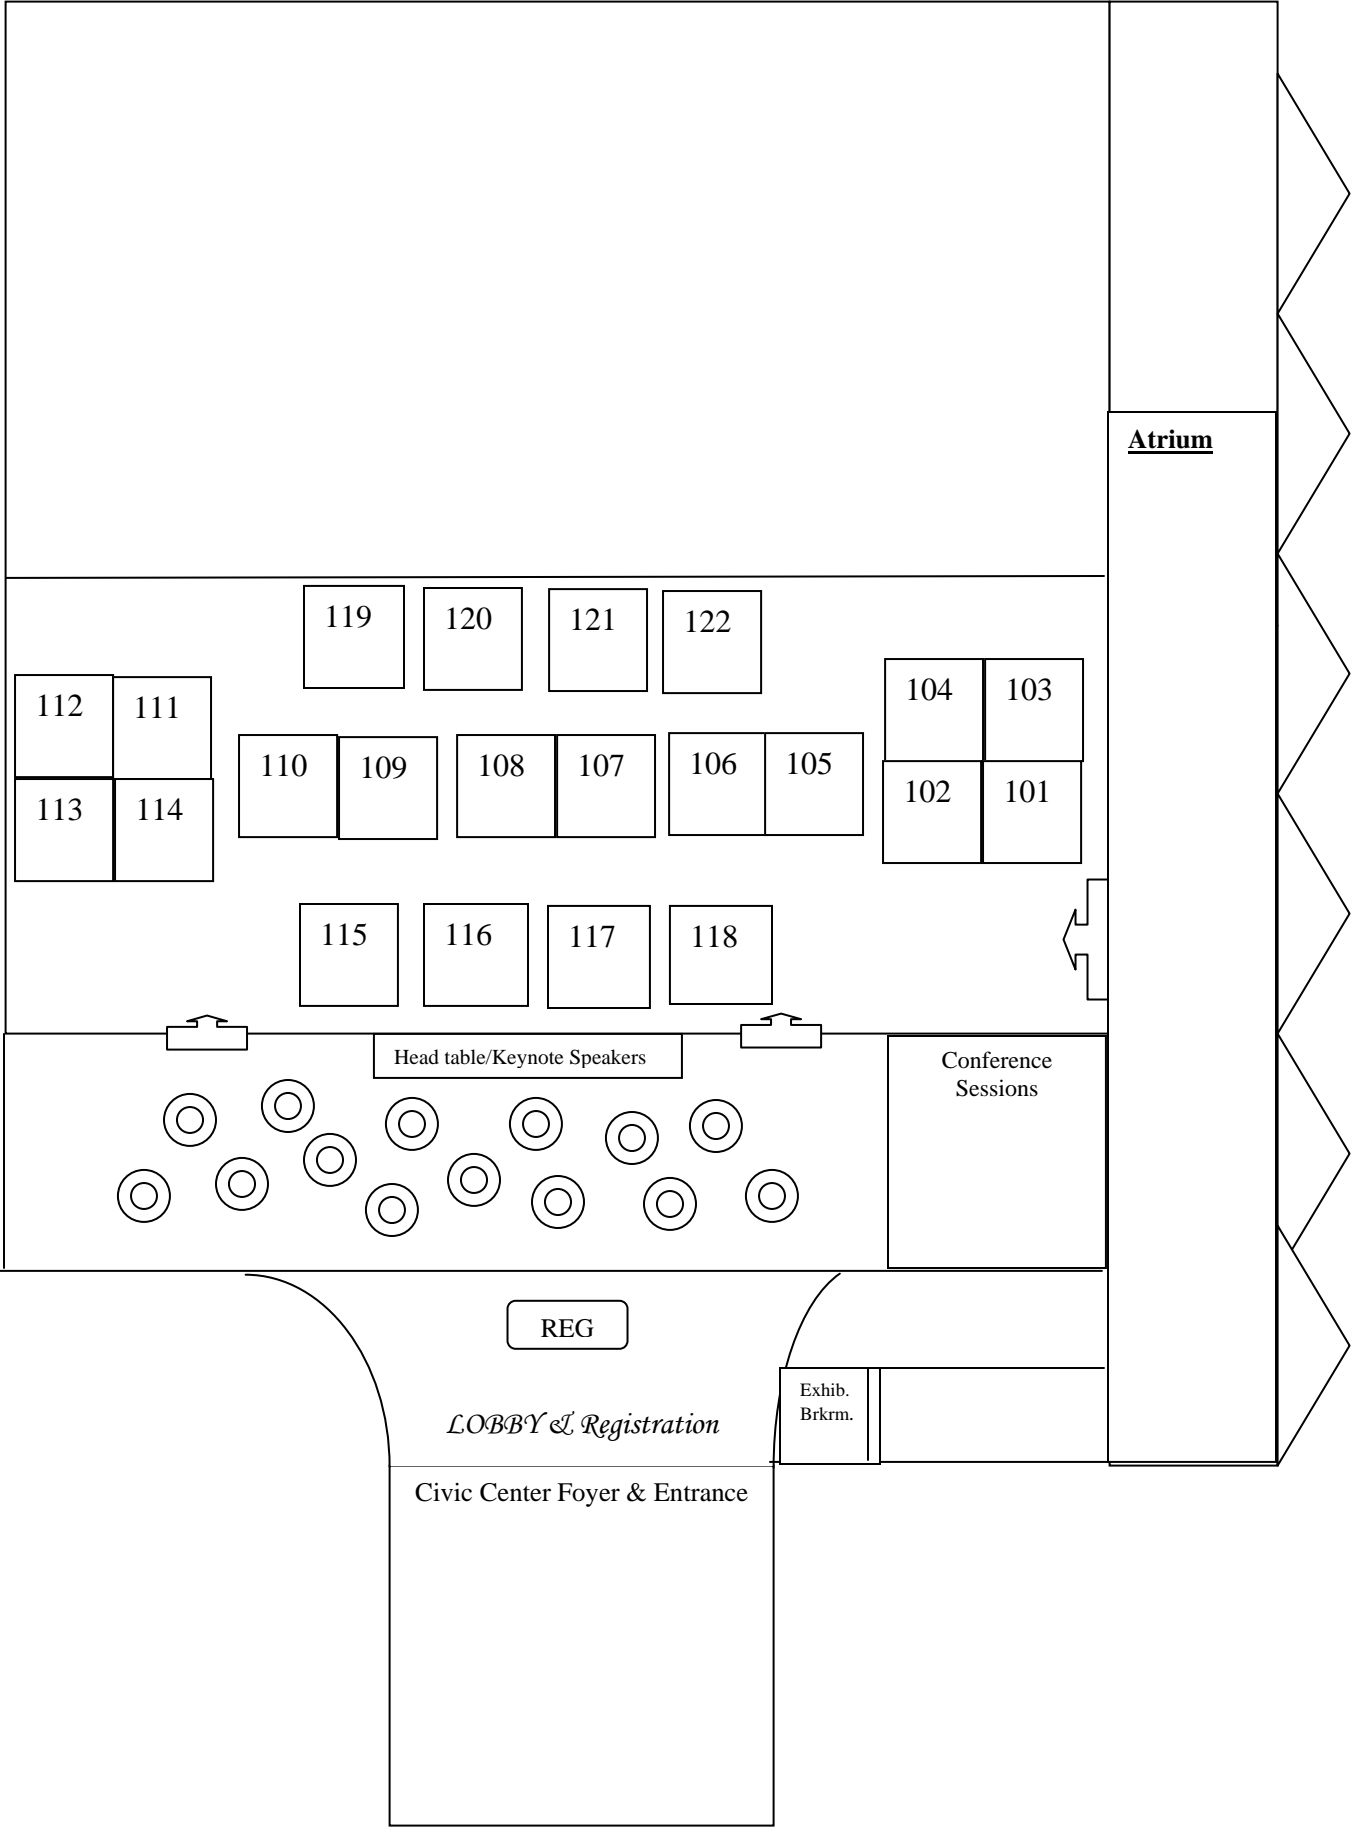 Atrium
119 120 121 122
104 103
112 111
110 109 108 107 106 105
102 101
113 114
115 116 117 118
Head table/Keynote Speakers
Conference
Sessions
REG
Exhib.
Brkrm.
LOBBY & Registration
Civic Center Foyer & Entrance